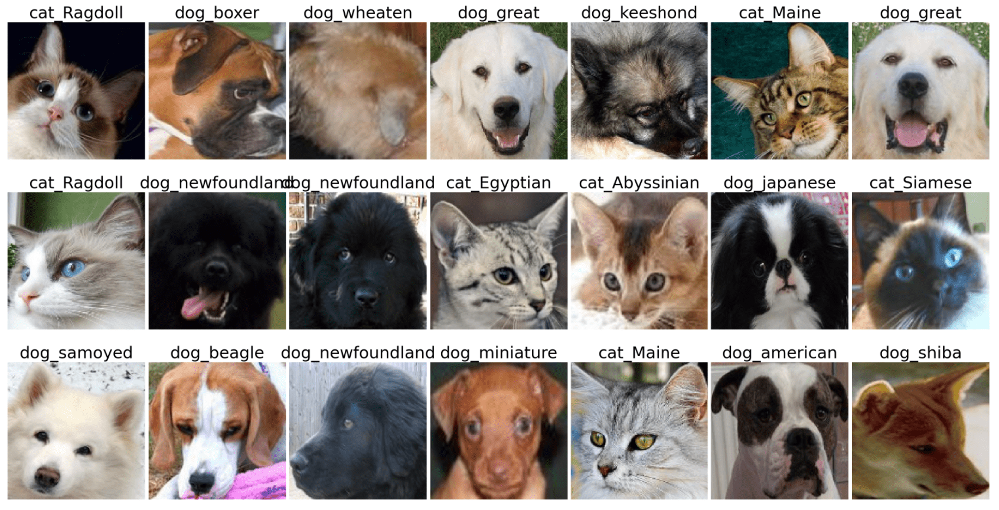 cat_Ragdoll dog_boxer dog_wheaten dog_great dog_keeshond cat_Maine dog_great
cat_Ragdoll dog_newfoundland dog_newfoundland cat_Egyptian cat_Abyssinian dog_japanese cat_Siamese
dog_samoyed dog_beagle dog_newfoundland dog_miniature cat_Maine dog_american dog_shiba